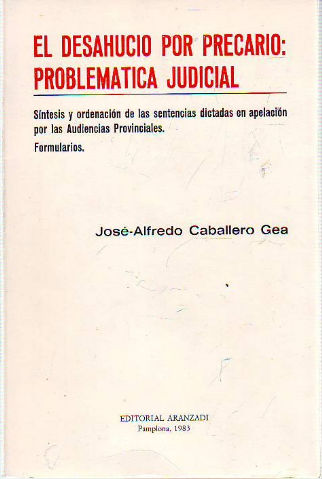 EL DESAHUCIO POR PRECARIO:
PROBLEMATICA JUDICIAL
Síntesis y ordenación de las sentencias dictadas en apelación
por las Audiencias Provinciales.
Formularios.
José-Alfredo Caballero Gea
EDITORIAL ARANZADI
Pamplona, 1983